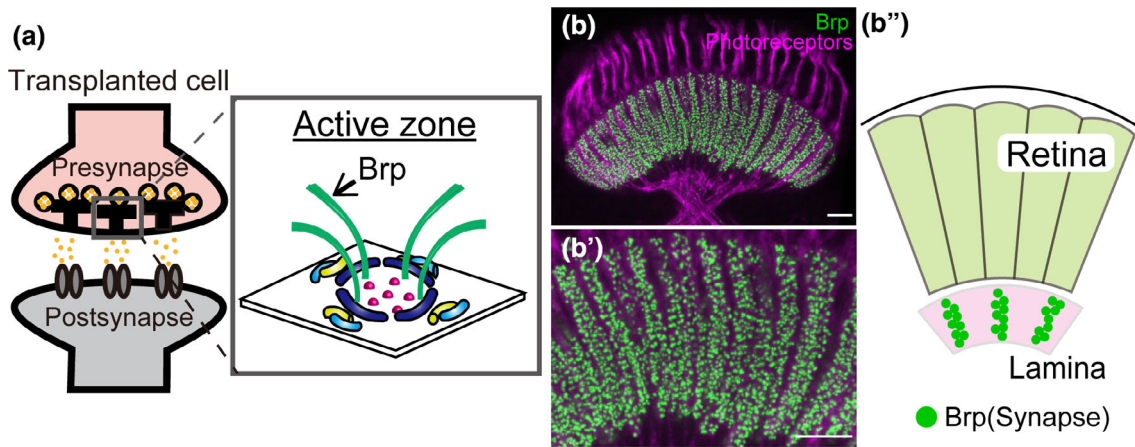 (a)
Transplanted cell
Presynapse
Postsynapse
Active zone
Brp
(b)
Brp
Photoreceptors
(b')
(b")
Retina
Lamina
Brp(Synapse)